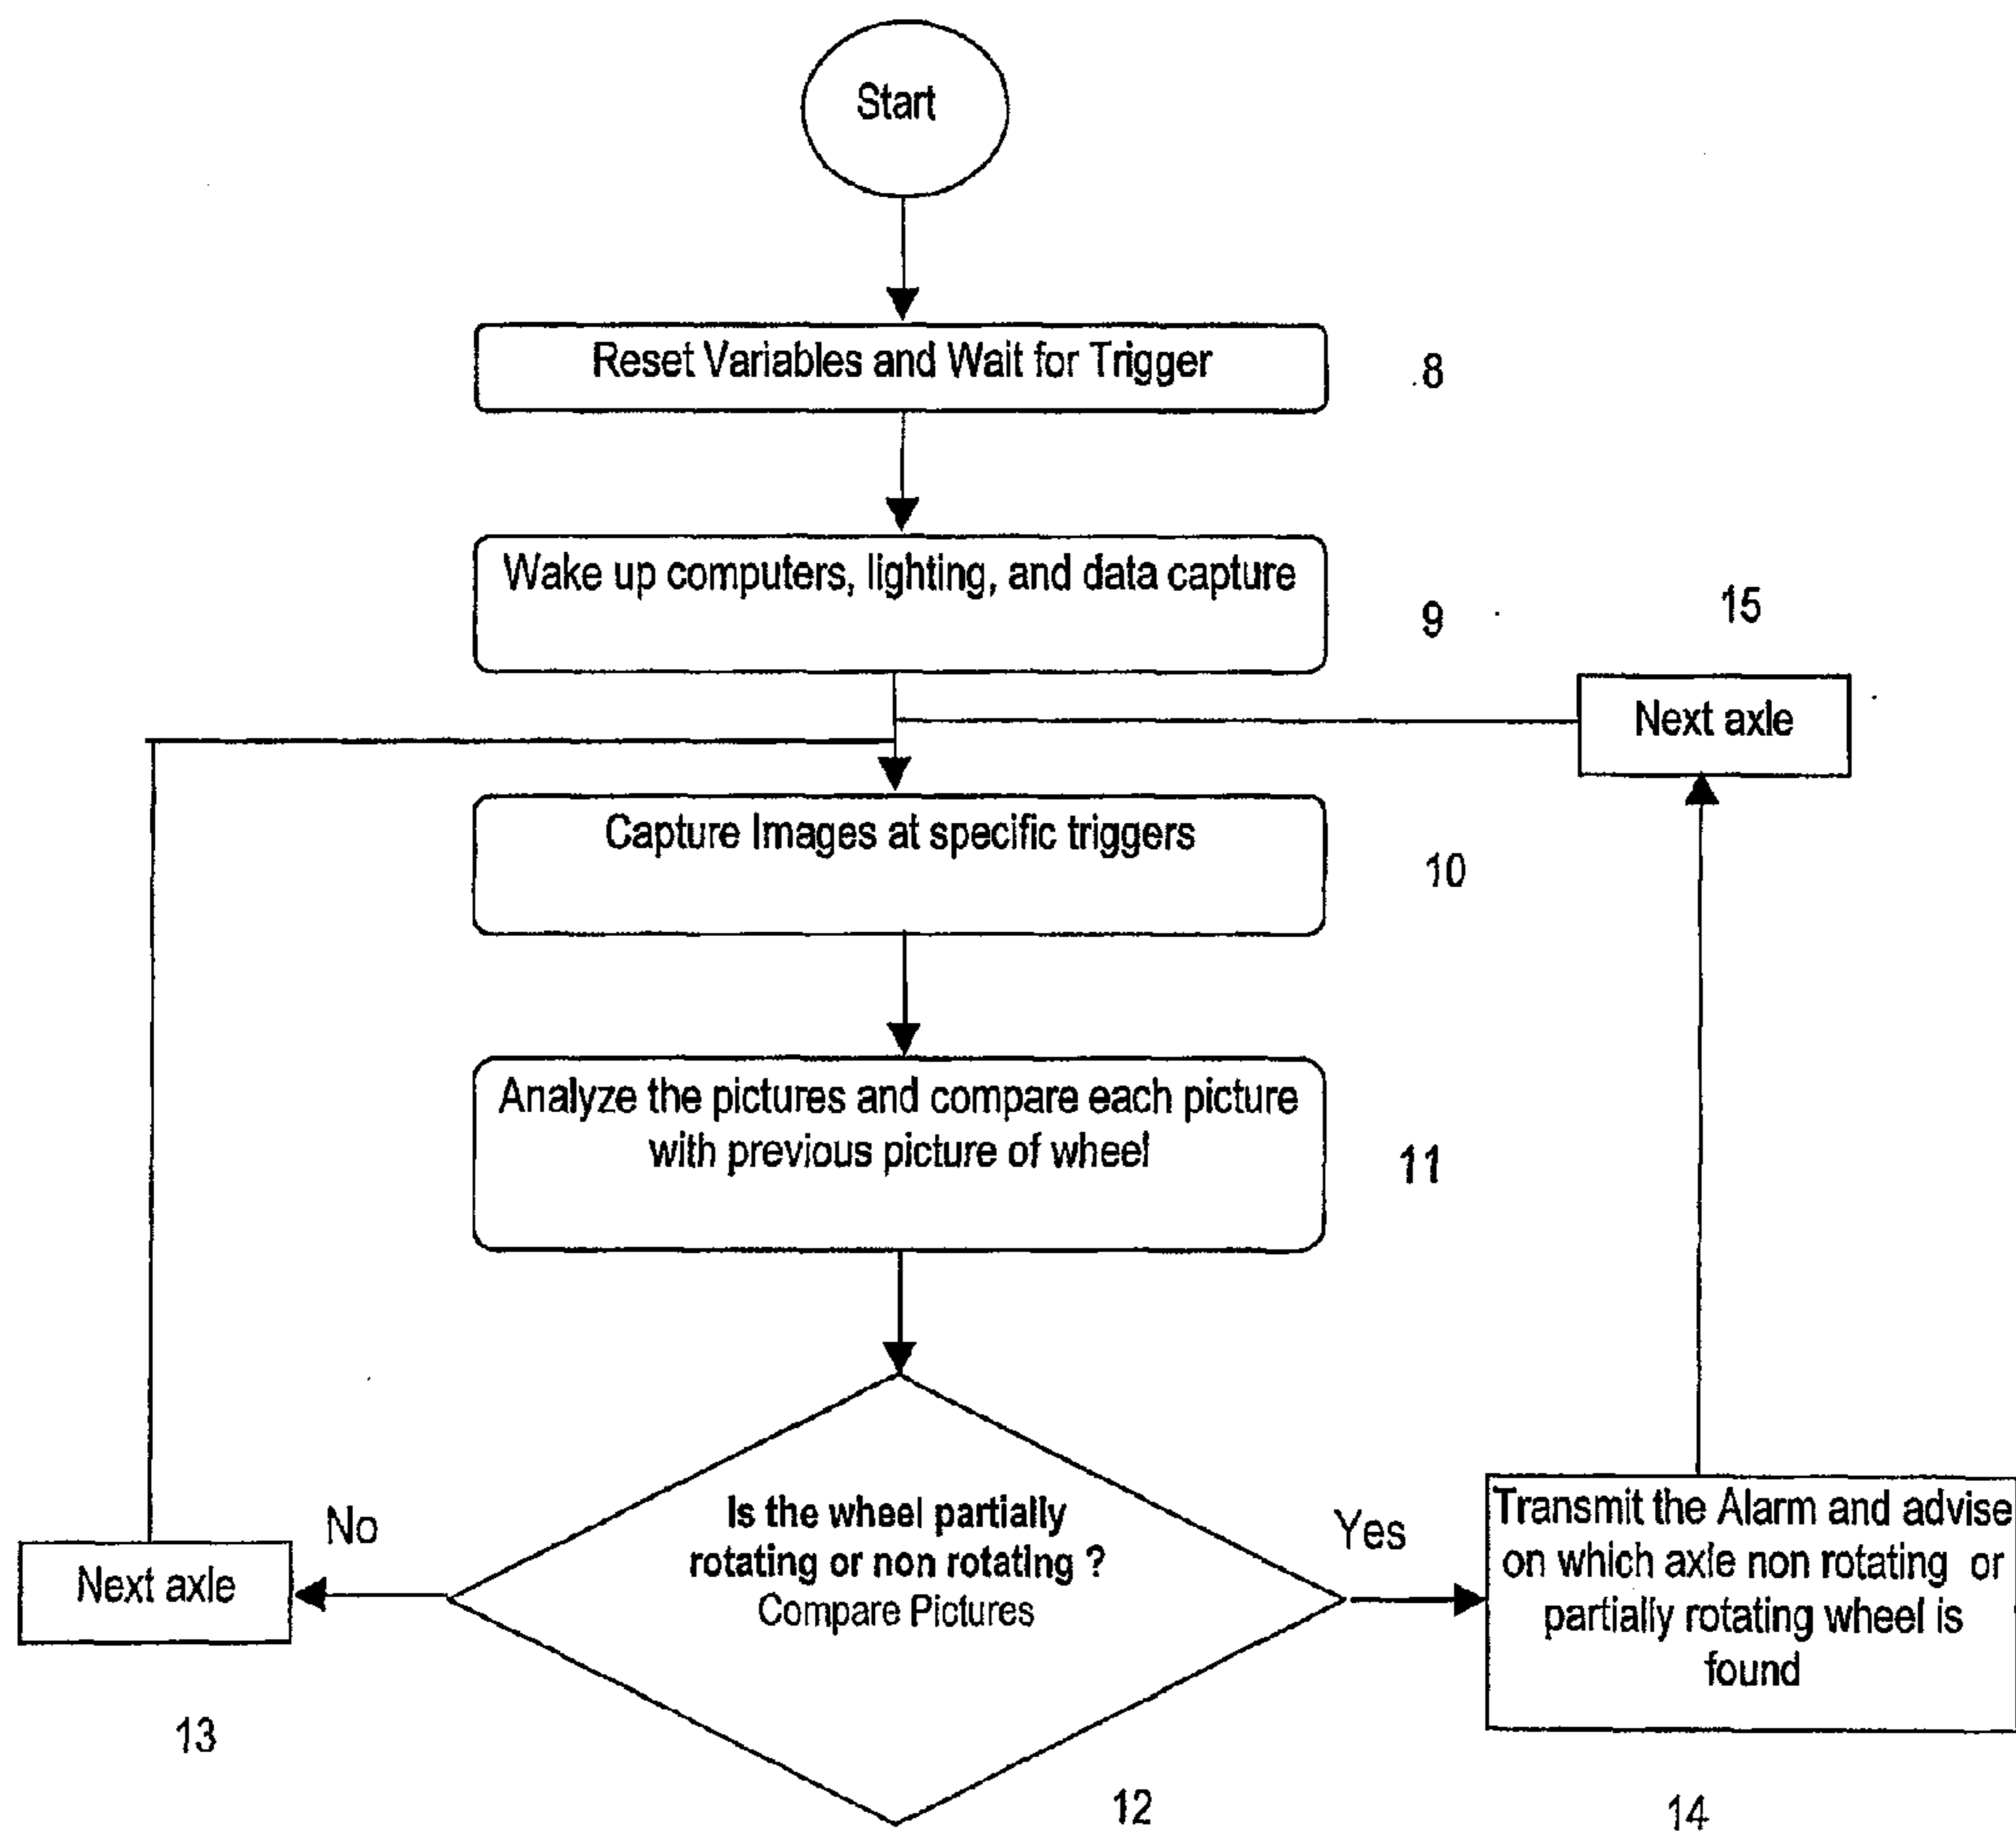 Start
Reset Variables and Wait for Trigger
8
Wake up computers, lighting, and data capture
9
15
Next axle
Capture Images at specific triggers
10
Analyze the pictures and compare each picture
with previous picture of wheel
11
Is the wheel partially
rotating or non rotating ?
Compare Pictures
12
No
Next axle
13
Yes
Transmit the Alarm and advise
on which axle non rotating or
partially rotating wheel is
found
14